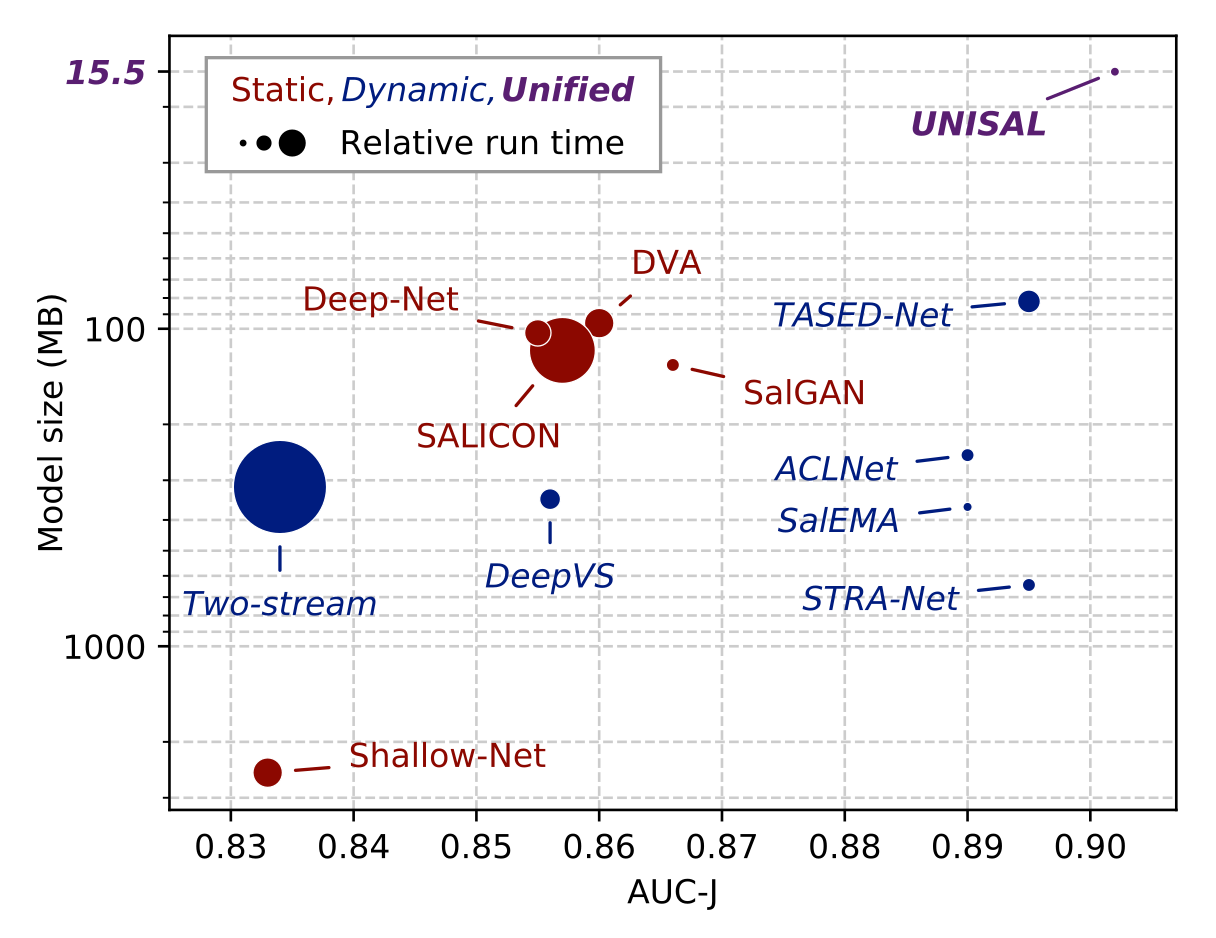 15.5
Static, Dynamic, Unified
Relative run time
UNISAL
DVA
Deep-Net
TASED-Net
100
SalGAN
SALICON
ACLNet
SalEMA
DeepVS
Two-stream
STRA-Net
1000
Shallow-Net
Model size (MB)
0.83 0.84 0.85 0.86 0.87 0.88 0.89 0.90
AUC-J